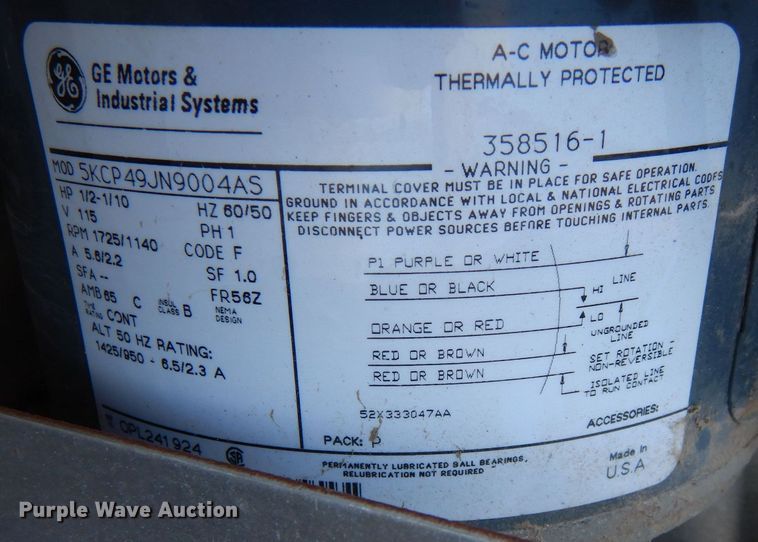 GE
GE Motors &
Industrial Systems
A-C MOTOR
THERMALLY PROTECTED
358516-1
MOD 5KCP49JN9004AS
HP 1/2-1/10 HZ 60/50
V 115 PH 1
RPM 1725/1140 CODE F
A 5.6/2.2 SF 1.0
SFA -- FR56Z
AMB 65 C INSUL CLASS B NEMA DESIGN
TIME RATING CONT
ALT 50 HZ RATING:
1425/950 - 6.5/2.3 A
QPL241924
- WARNING -
TERMINAL COVER MUST BE IN PLACE FOR SAFE OPERATION.
GROUND IN ACCORDANCE WITH LOCAL & NATIONAL ELECTRICAL CODES
KEEP FINGERS & OBJECTS AWAY FROM OPENINGS & ROTATING PARTS
DISCONNECT POWER SOURCES BEFORE TOUCHING INTERNAL PARTS.
P1 PURPLE OR WHITE
LINE
BLUE OR BLACK
HI
LO
ORANGE OR RED
UNGROUNDED
LINE
RED OR BROWN
SET ROTATION -
NON-REVERSIBLE
RED OR BROWN
ISOLATED LINE
TO RUN CONTACT
52X333047AA
ACCESSORIES:
PACK: P
PERMANENTLY LUBRICATED BALL BEARINGS,
RELUBRICATION NOT REQUIRED
Made In
U.S.A
Purple Wave Auction